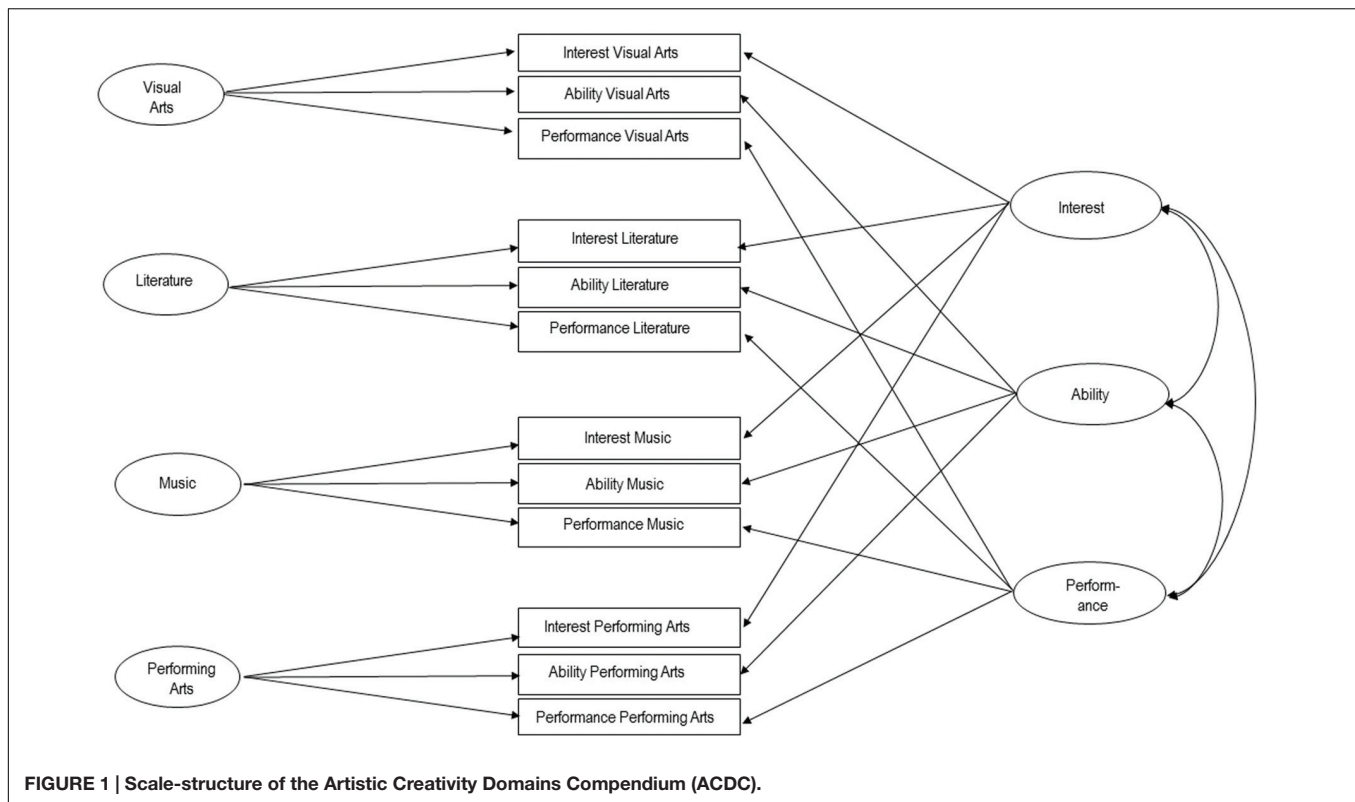 Visual
Arts
Interest Visual Arts
Ability Visual Arts
Performance Visual Arts
Literature
Interest Literature
Ability Literature
Performance Literature
Music
Interest Music
Ability Music
Performance Music
Performing
Arts
Interest Performing Arts
Ability Performing Arts
Performance Performing Arts
Interest
Ability
Perform-
ance
FIGURE 1 | Scale-structure of the Artistic Creativity Domains Compendium (ACDC).